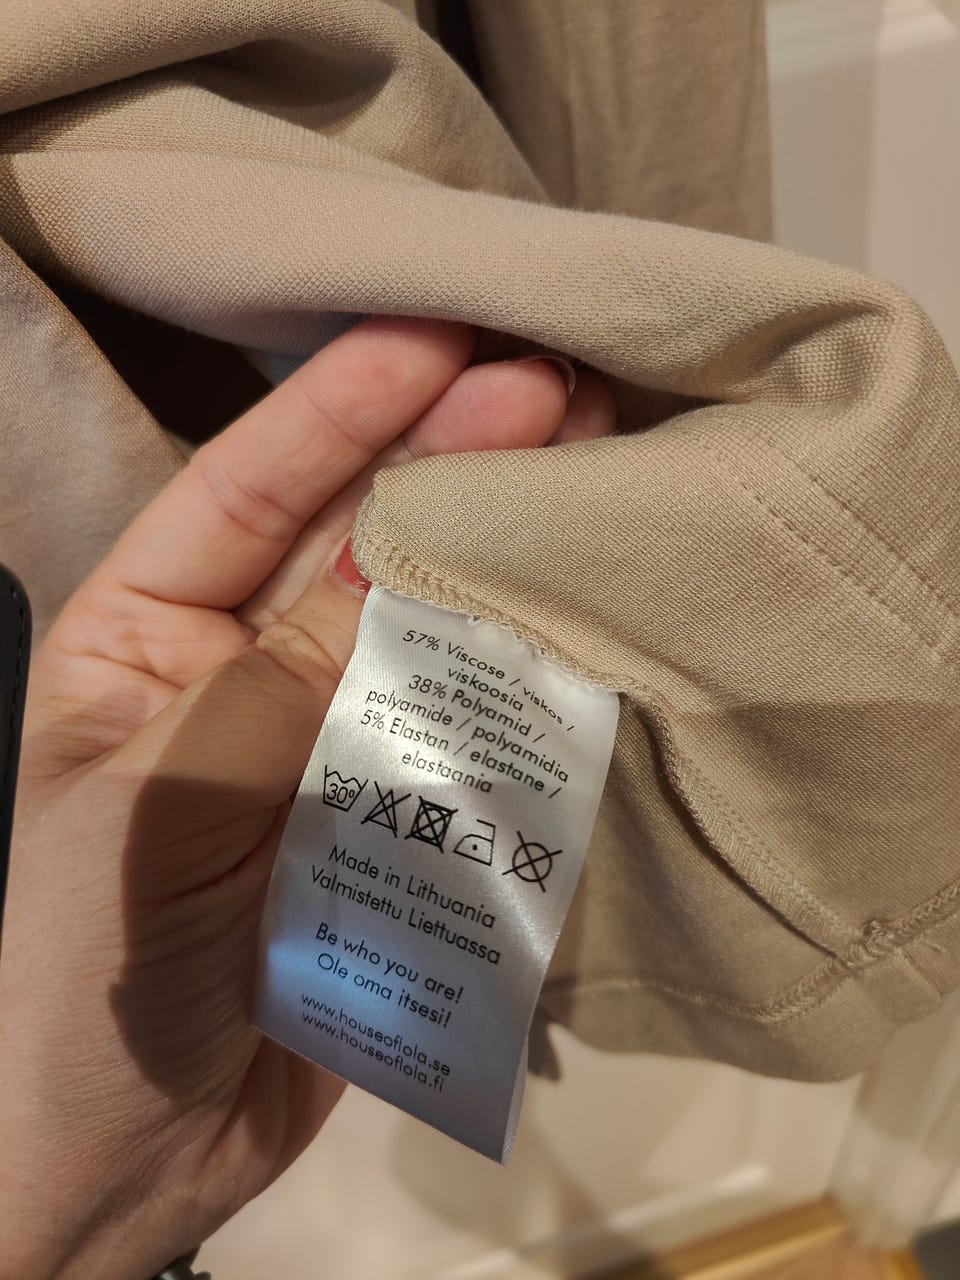 57% Viscose / viskos /
viskoosia
38% Polyamid /
polyamide / polyamidia
5% Elastan / elastane /
elastaania
30°
Made in Lithuania
Valmistettu Liettuassa
Be who you are!
Ole oma itsesi!
www.houseoflola.se
www.houseoflola.fi